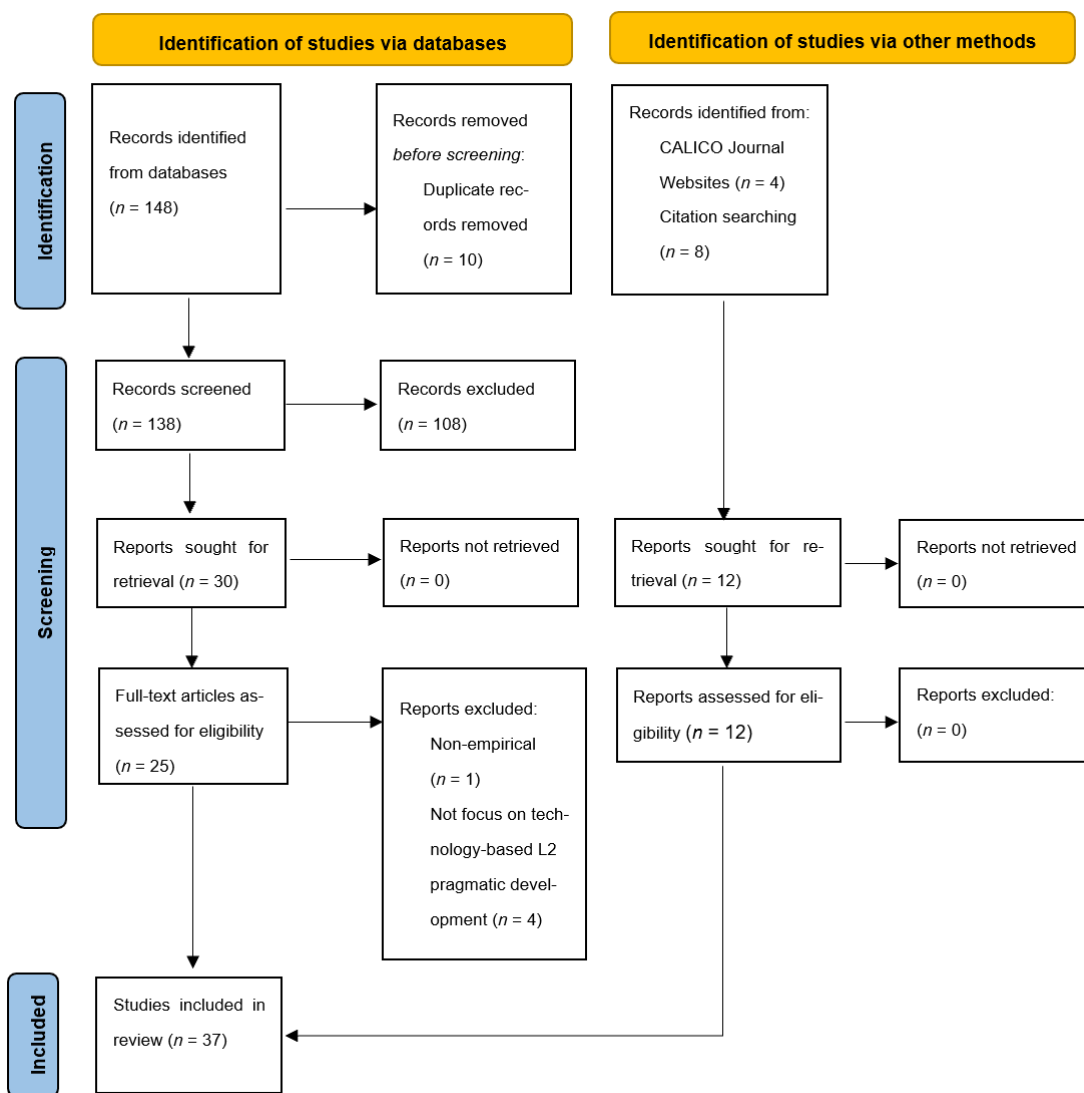 Identification of studies via databases
Identification of studies via other methods
Identification
Records identified
from databases
(n = 148)
Records removed
before screening:
Duplicate rec-
ords removed
(n = 10)
Records identified from:
CALICO Journal
Websites (n = 4)
Citation searching
(n = 8)
Screening
Records screened
(n = 138)
Records excluded
(n = 108)
Reports sought for
retrieval (n = 30)
Reports not retrieved
(n = 0)
Reports sought for re-
trieval (n = 12)
Reports not retrieved
(n = 0)
Full-text articles as-
sessed for eligibility
(n = 25)
Reports excluded:
Non-empirical
(n = 1)
Not focus on tech-
nology-based L2
pragmatic devel-
opment (n = 4)
Reports assessed for eli-
gibility (n = 12)
Reports excluded:
(n = 0)
Included
Studies included in
review (n = 37)